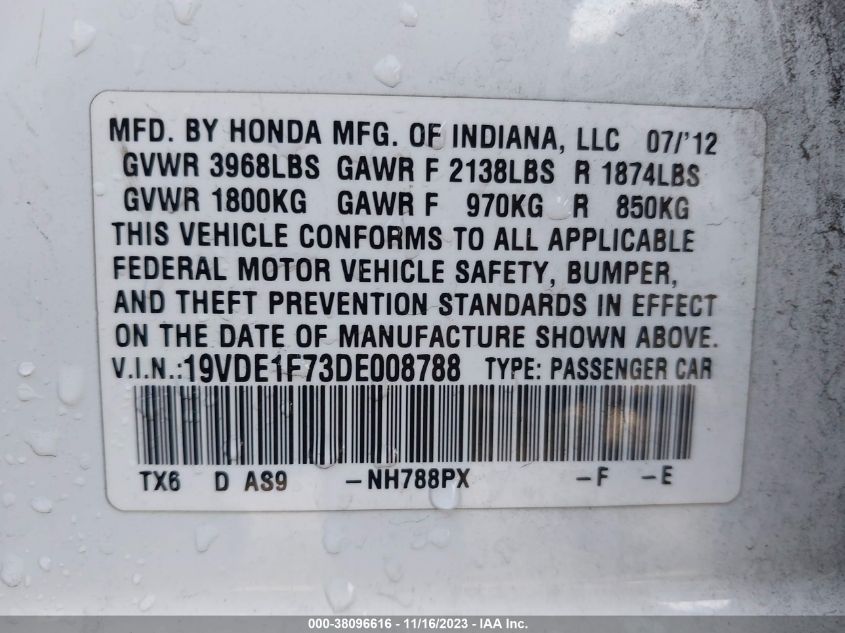 MFD. BY HONDA MFG. OF INDIANA, LLC 07/'12
GVWR 3968LBS GAWR F 2138LBS R 1874LBS
GVWR 1800KG GAWR F 970KG R 850KG
THIS VEHICLE CONFORMS TO ALL APPLICABLE
FEDERAL MOTOR VEHICLE SAFETY, BUMPER,
AND THEFT PREVENTION STANDARDS IN EFFECT
ON THE DATE OF MANUFACTURE SHOWN ABOVE.
V.I.N.:19VDE1F73DE008788 TYPE: PASSENGER CAR
TX6 D AS9 -NH788PX -F -E
000-38096616 - 11/16/2023 - IAA Inc.